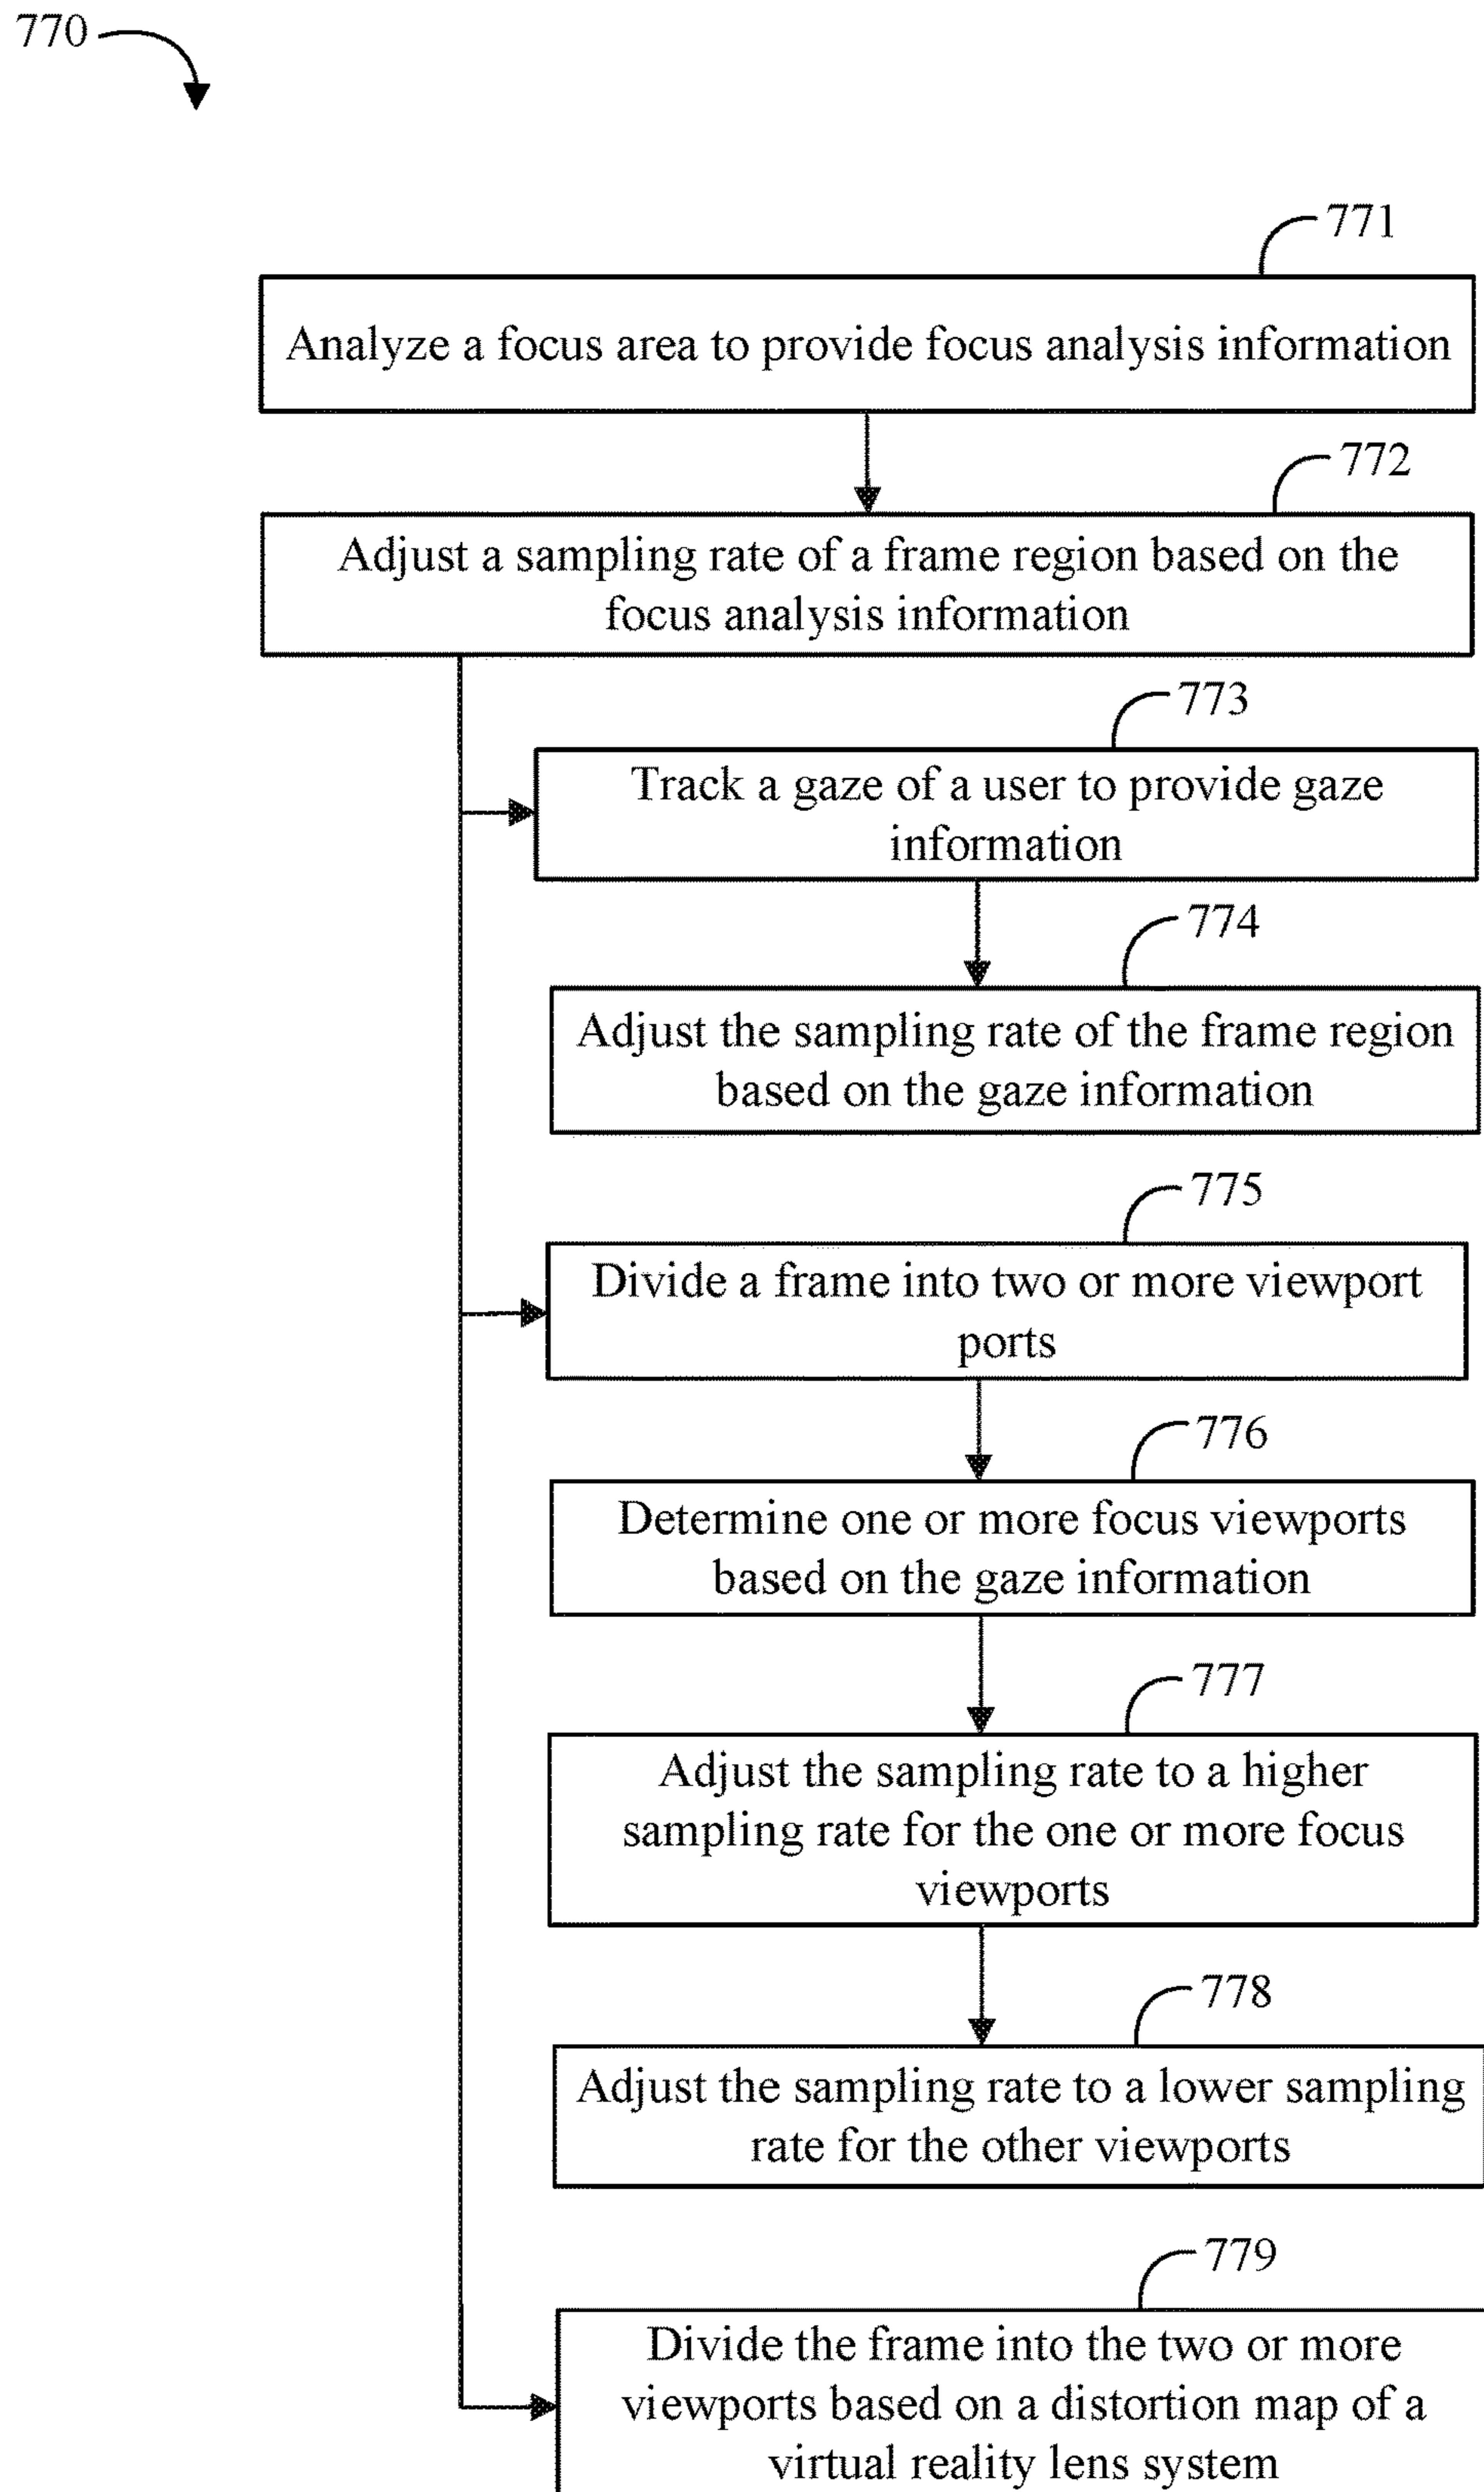 770
771
Analyze a focus area to provide focus analysis information
772
Adjust a sampling rate of a frame region based on the
focus analysis information
773
Track a gaze of a user to provide gaze
information
774
Adjust the sampling rate of the frame region
based on the gaze information
775
Divide a frame into two or more viewport
ports
776
Determine one or more focus viewports
based on the gaze information
777
Adjust the sampling rate to a higher
sampling rate for the one or more focus
viewports
778
Adjust the sampling rate to a lower sampling
rate for the other viewports
779
Divide the frame into the two or more
viewports based on a distortion map of a
virtual reality lens system